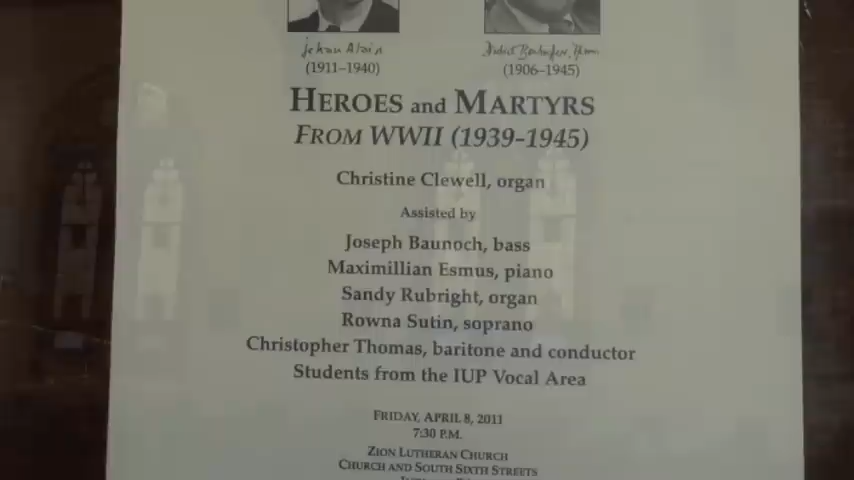 Jehan Alain
(1911–1940) (1906–1945)
HEROES and MARTYRS
FROM WWII (1939–1945)
Christine Clewell, organ
Assisted by
Joseph Baunoch, bass
Maximillian Esmus, piano
Sandy Rubright, organ
Rowna Sutin, soprano
Christopher Thomas, baritone and conductor
Students from the IUP Vocal Area
FRIDAY, APRIL 8, 2011
7:30 P.M.
ZION LUTHERAN CHURCH
CHURCH AND SOUTH SIXTH STREETS